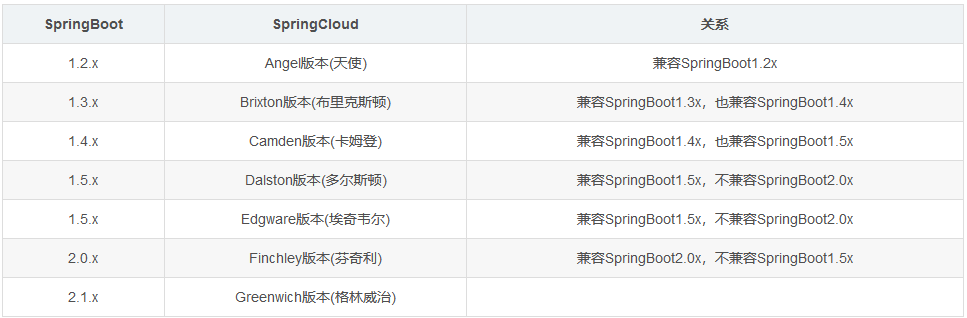 SpringBoot SpringCloud 关系
1.2.x Angel版本(天使) 兼容SpringBoot1.2x
1.3.x Brixton版本(布里克斯顿) 兼容SpringBoot1.3x，也兼容SpringBoot1.4x
1.4.x Camden版本(卡姆登) 兼容SpringBoot1.4x，也兼容SpringBoot1.5x
1.5.x Dalston版本(多尔斯顿) 兼容SpringBoot1.5x，不兼容SpringBoot2.0x
1.5.x Edgware版本(埃奇韦尔) 兼容SpringBoot1.5x，不兼容SpringBoot2.0x
2.0.x Finchley版本(芬奇利) 兼容SpringBoot2.0x，不兼容SpringBoot1.5x
2.1.x Greenwich版本(格林威治)